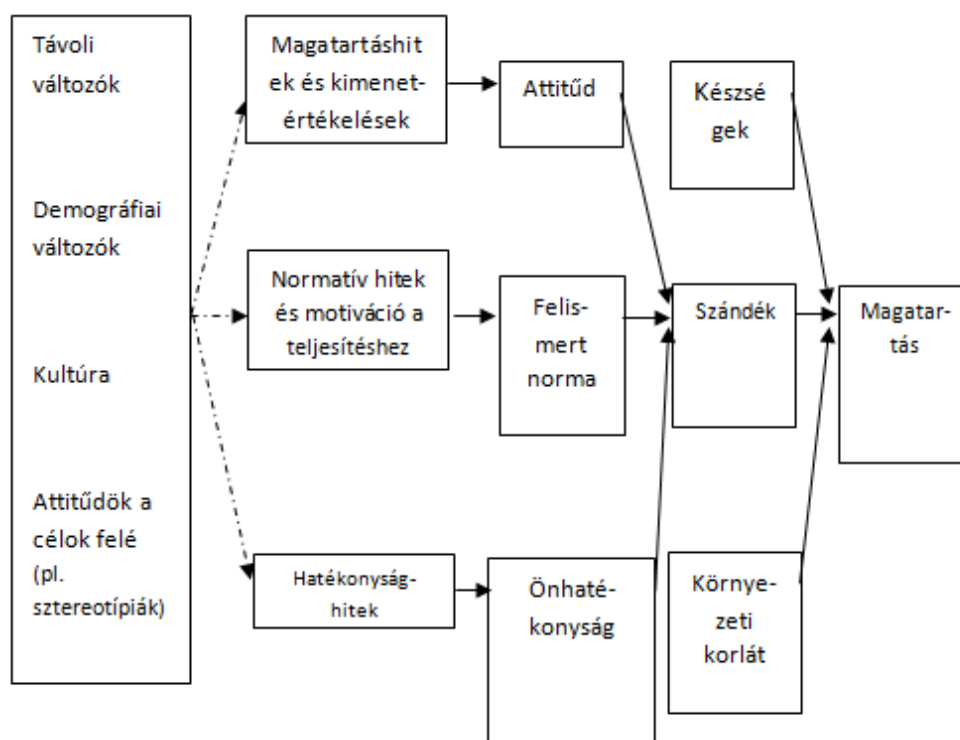 Távoli
változók
Demográfiai
változók
Kultúra
Attitűdök a
célok felé
(pl.
sztereotípiák)
Magatartáshit
ek és kimenet-
értékelések
Normatív hitek
és motiváció a
teljesítéshez
Hatékonyság-
hitek
Attitűd
Felis-
mert
norma
Önhaté-
konyság
Készsé
gek
Szándék
Környe-
zeti
korlát
Magatar-
tás